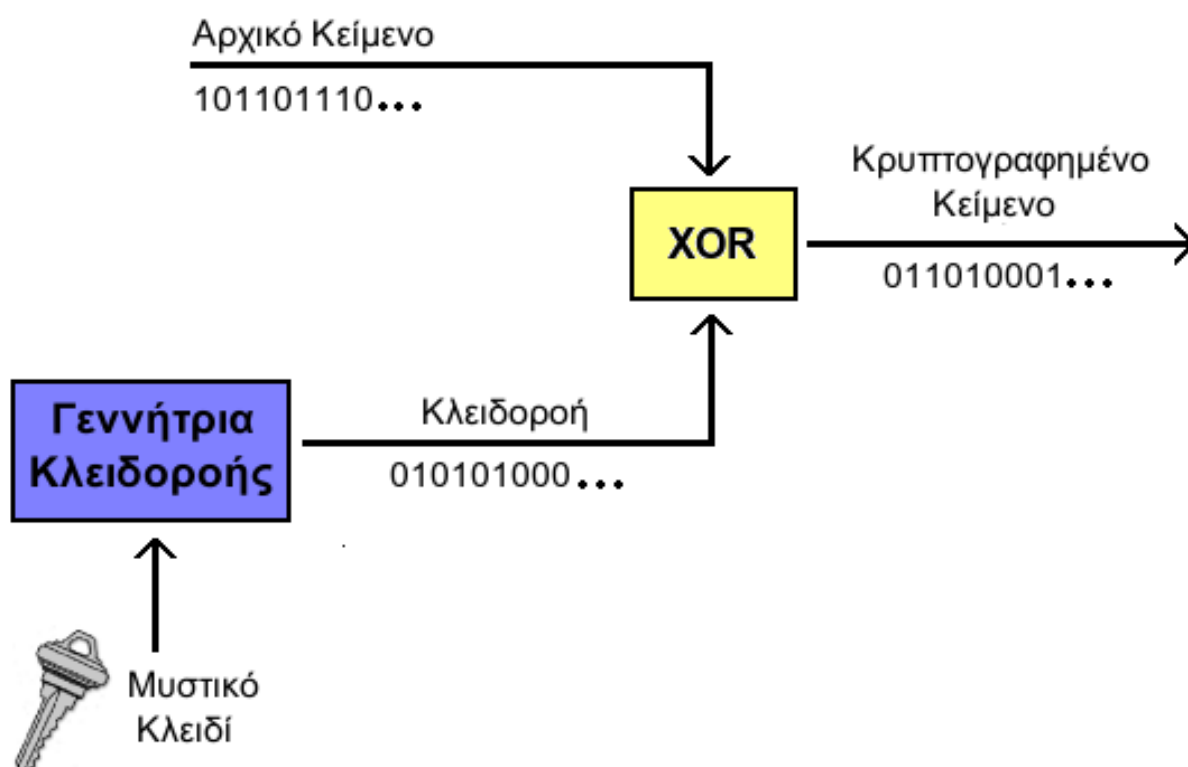 Αρχικό Κείμενο
101101110...
Κρυπτογραφημένο
Κείμενο
XOR
011010001...
Γεννήτρια
Κλειδοροής
Κλειδοροή
010101000...
Μυστικό
Κλειδί